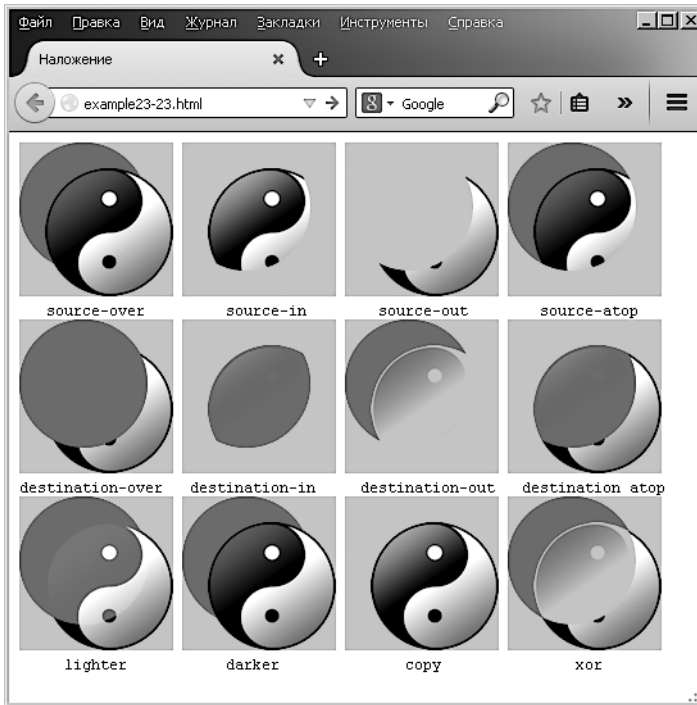 Файл Правка Вид Журнал Закладки Инструменты Справка
Наложение
example23-23.html Google
source-over source-in source-out source-atop
destination-over destination-in destination-out destination atop
lighter darker copy xor